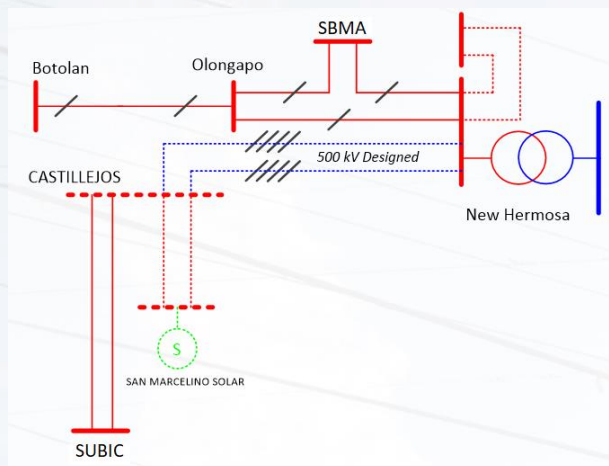 SBMA
Botolan
Olongapo
500 kV Designed
CASTILLEJOS
New Hermosa
S
SAN MARCELINO SOLAR
SUBIC